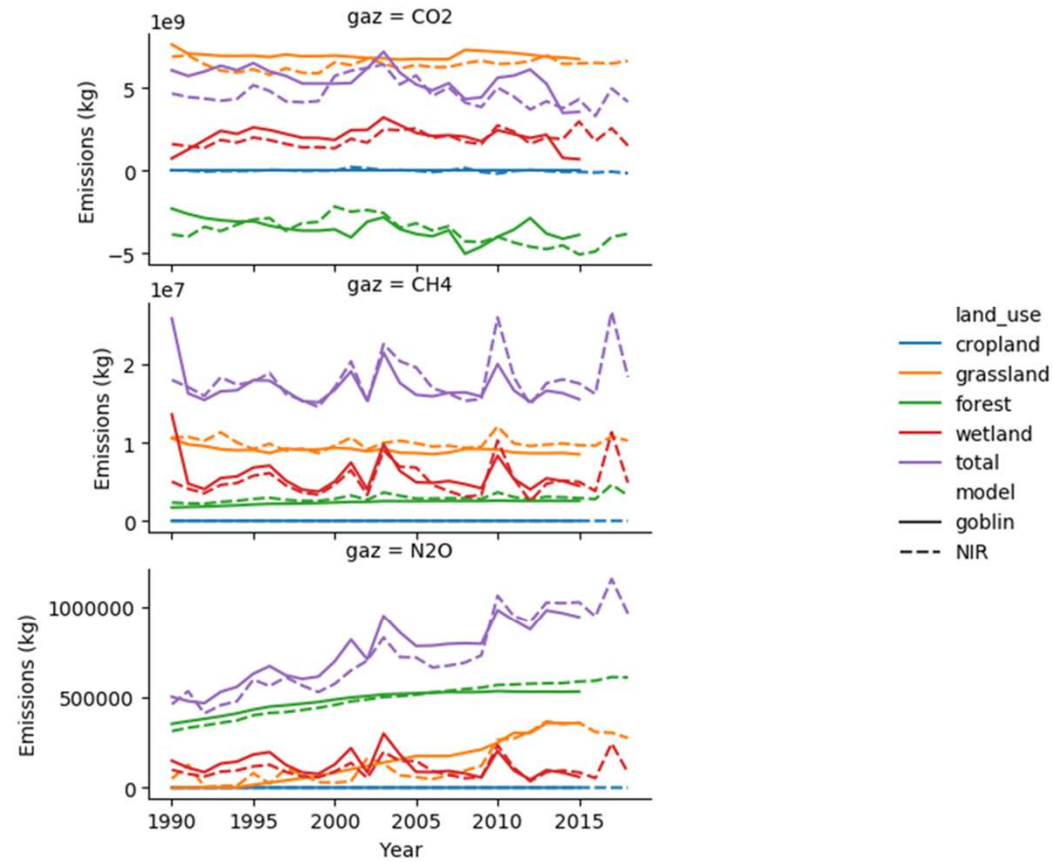 gaz = CO2
1e9
5
0
−5
Emissions (kg)
gaz = CH4
1e7
2
1
0
Emissions (kg)
gaz = N2O
1000000
500000
0
Emissions (kg)
1990 1995 2000 2005 2010 2015
Year
land_use
cropland
grassland
forest
wetland
total
model
goblin
NIR